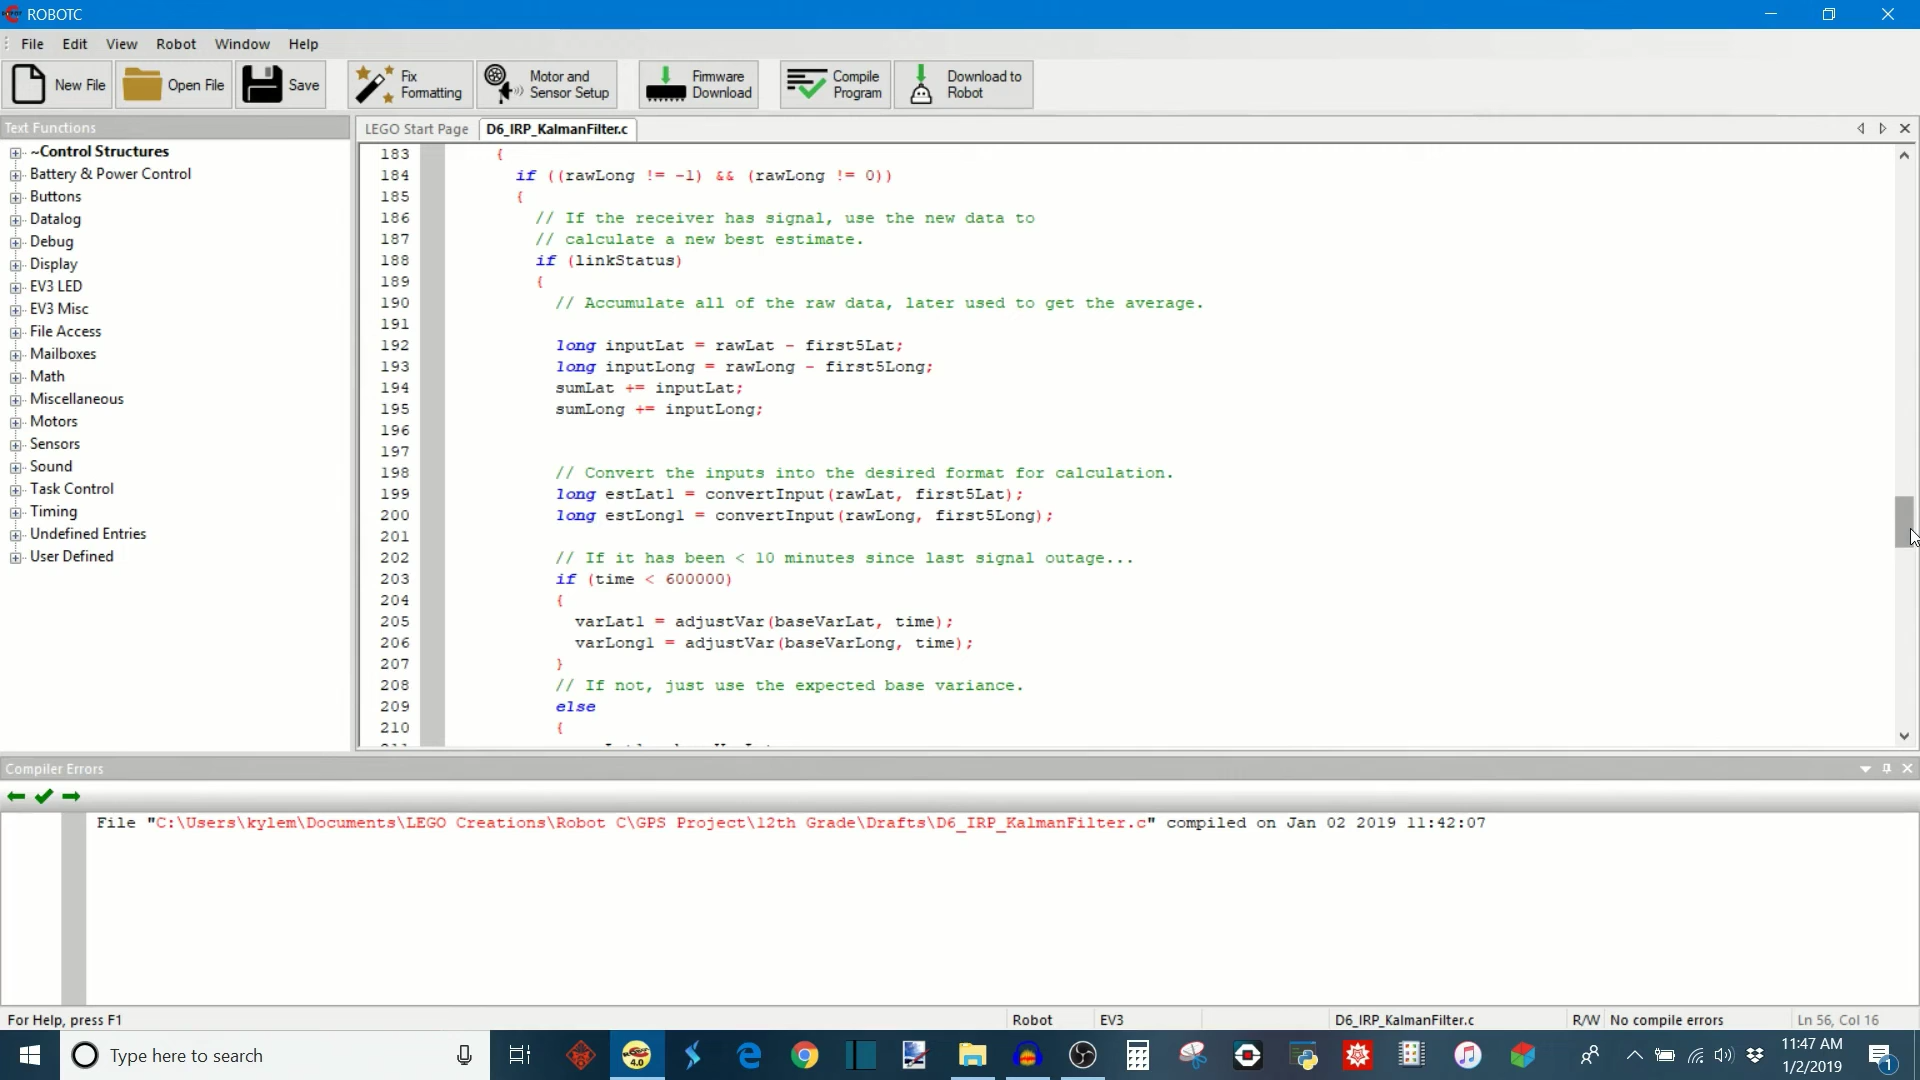 ROBOTC
File Edit View Robot Window Help
New File Open File Save Fix Formatting Motor and Sensor Setup Firmware Download Compile Program Download to Robot
Text Functions
~Control Structures
Battery & Power Control
Buttons
Datalog
Debug
Display
EV3 LED
EV3 Misc
File Access
Mailboxes
Math
Miscellaneous
Motors
Sensors
Sound
Task Control
Timing
Undefined Entries
User Defined
LEGO Start Page D6_IRP_KalmanFilter.c
183 {
184 if ((rawLong != -1) && (rawLong != 0))
185 {
186 // If the receiver has signal, use the new data to
187 // calculate a new best estimate.
188 if (linkStatus)
189 {
190 // Accumulate all of the raw data, later used to get the average.
191
192 long inputLat = rawLat - first5Lat;
193 long inputLong = rawLong - first5Long;
194 sumLat += inputLat;
195 sumLong += inputLong;
196
197
198 // Convert the inputs into the desired format for calculation.
199 long estLat1 = convertInput(rawLat, first5Lat);
200 long estLong1 = convertInput(rawLong, first5Long);
201
202 // If it has been < 10 minutes since last signal outage...
203 if (time < 600000)
204 {
205 varLat1 = adjustVar(baseVarLat, time);
206 varLong1 = adjustVar(baseVarLong, time);
207 }
208 // If not, just use the expected base variance.
209 else
210 {
Compiler Errors
File "C:\Users\kylem\Documents\LEGO Creations\Robot C\GPS Project\12th Grade\Drafts\D6_IRP_KalmanFilter.c" compiled on Jan 02 2019 11:42:07
For Help, press F1 Robot EV3 D6_IRP_KalmanFilter.c R/W No compile errors Ln 56, Col 16
Type here to search
4.0
11:47 AM
1/2/2019
1